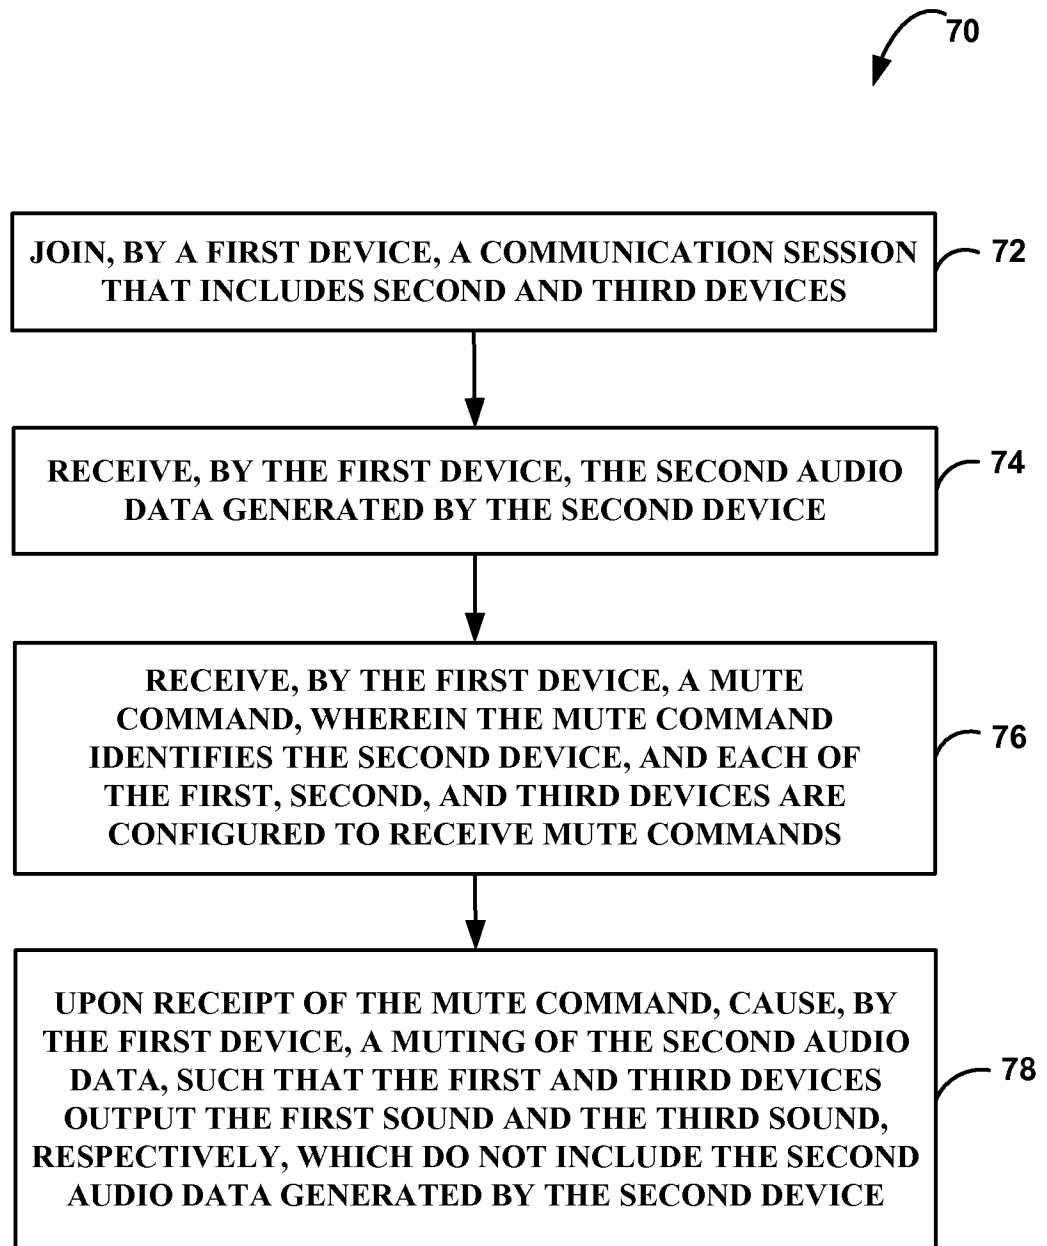 70
JOIN, BY A FIRST DEVICE, A COMMUNICATION SESSION
THAT INCLUDES SECOND AND THIRD DEVICES
72
RECEIVE, BY THE FIRST DEVICE, THE SECOND AUDIO
DATA GENERATED BY THE SECOND DEVICE
74
RECEIVE, BY THE FIRST DEVICE, A MUTE
COMMAND, WHEREIN THE MUTE COMMAND
IDENTIFIES THE SECOND DEVICE, AND EACH OF
THE FIRST, SECOND, AND THIRD DEVICES ARE
CONFIGURED TO RECEIVE MUTE COMMANDS
76
UPON RECEIPT OF THE MUTE COMMAND, CAUSE, BY
THE FIRST DEVICE, A MUTING OF THE SECOND AUDIO
DATA, SUCH THAT THE FIRST AND THIRD DEVICES
OUTPUT THE FIRST SOUND AND THE THIRD SOUND,
RESPECTIVELY, WHICH DO NOT INCLUDE THE SECOND
AUDIO DATA GENERATED BY THE SECOND DEVICE
78